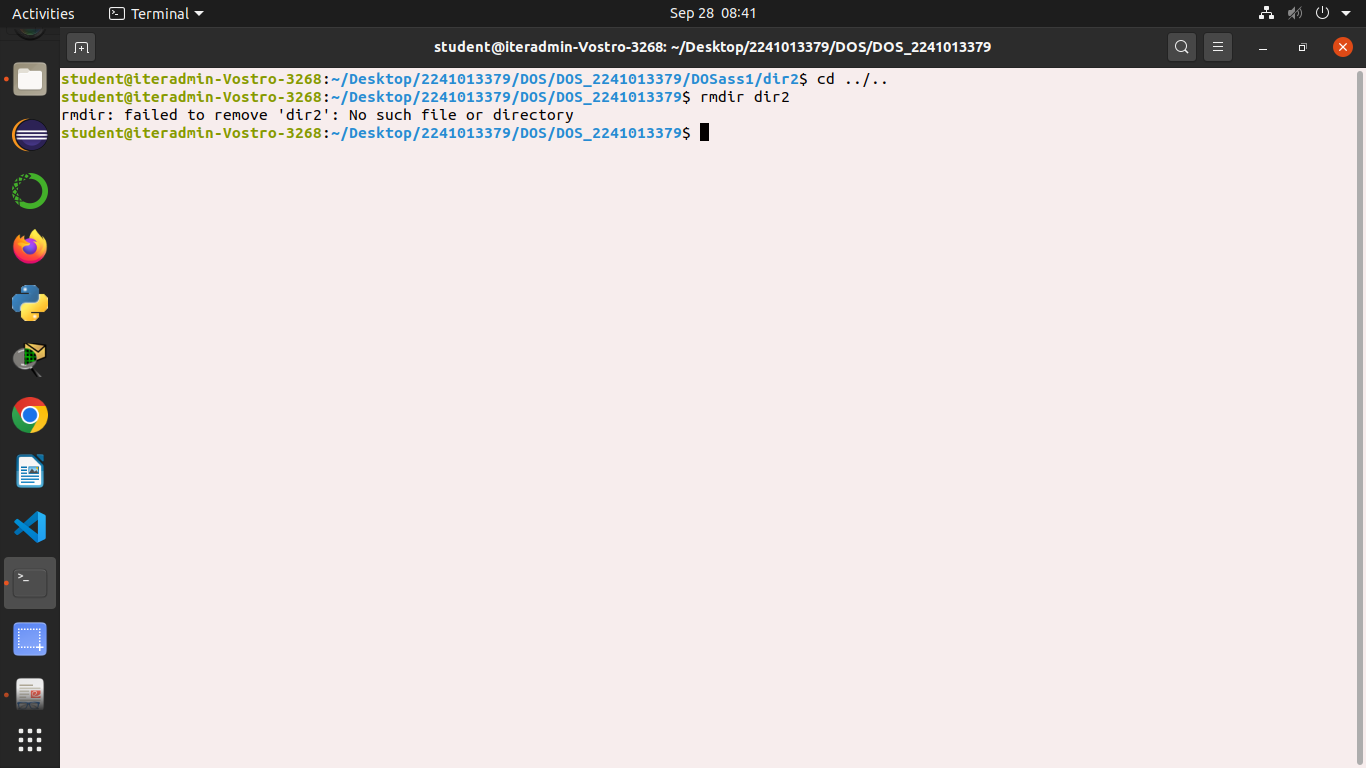 Activities
Terminal
Sep 28 08:41
student@iteradmin-Vostro-3268: ~/Desktop/2241013379/DOS/DOS_2241013379
student@iteradmin-Vostro-3268:~/Desktop/2241013379/DOS/DOS_2241013379/DOSass1/dir2$ cd ../..
student@iteradmin-Vostro-3268:~/Desktop/2241013379/DOS/DOS_2241013379$ rmdir dir2
rmdir: failed to remove 'dir2': No such file or directory
student@iteradmin-Vostro-3268:~/Desktop/2241013379/DOS/DOS_2241013379$